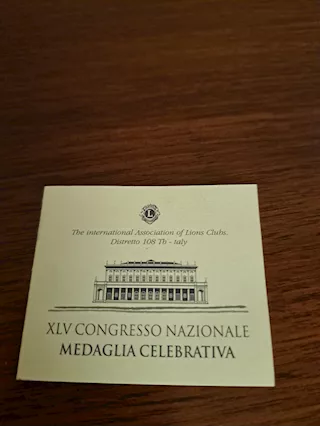 L
The international Association of Lions Clubs.
Distretto 108 Tb - Italy
XLV CONGRESSO NAZIONALE
MEDAGLIA CELEBRATIVA